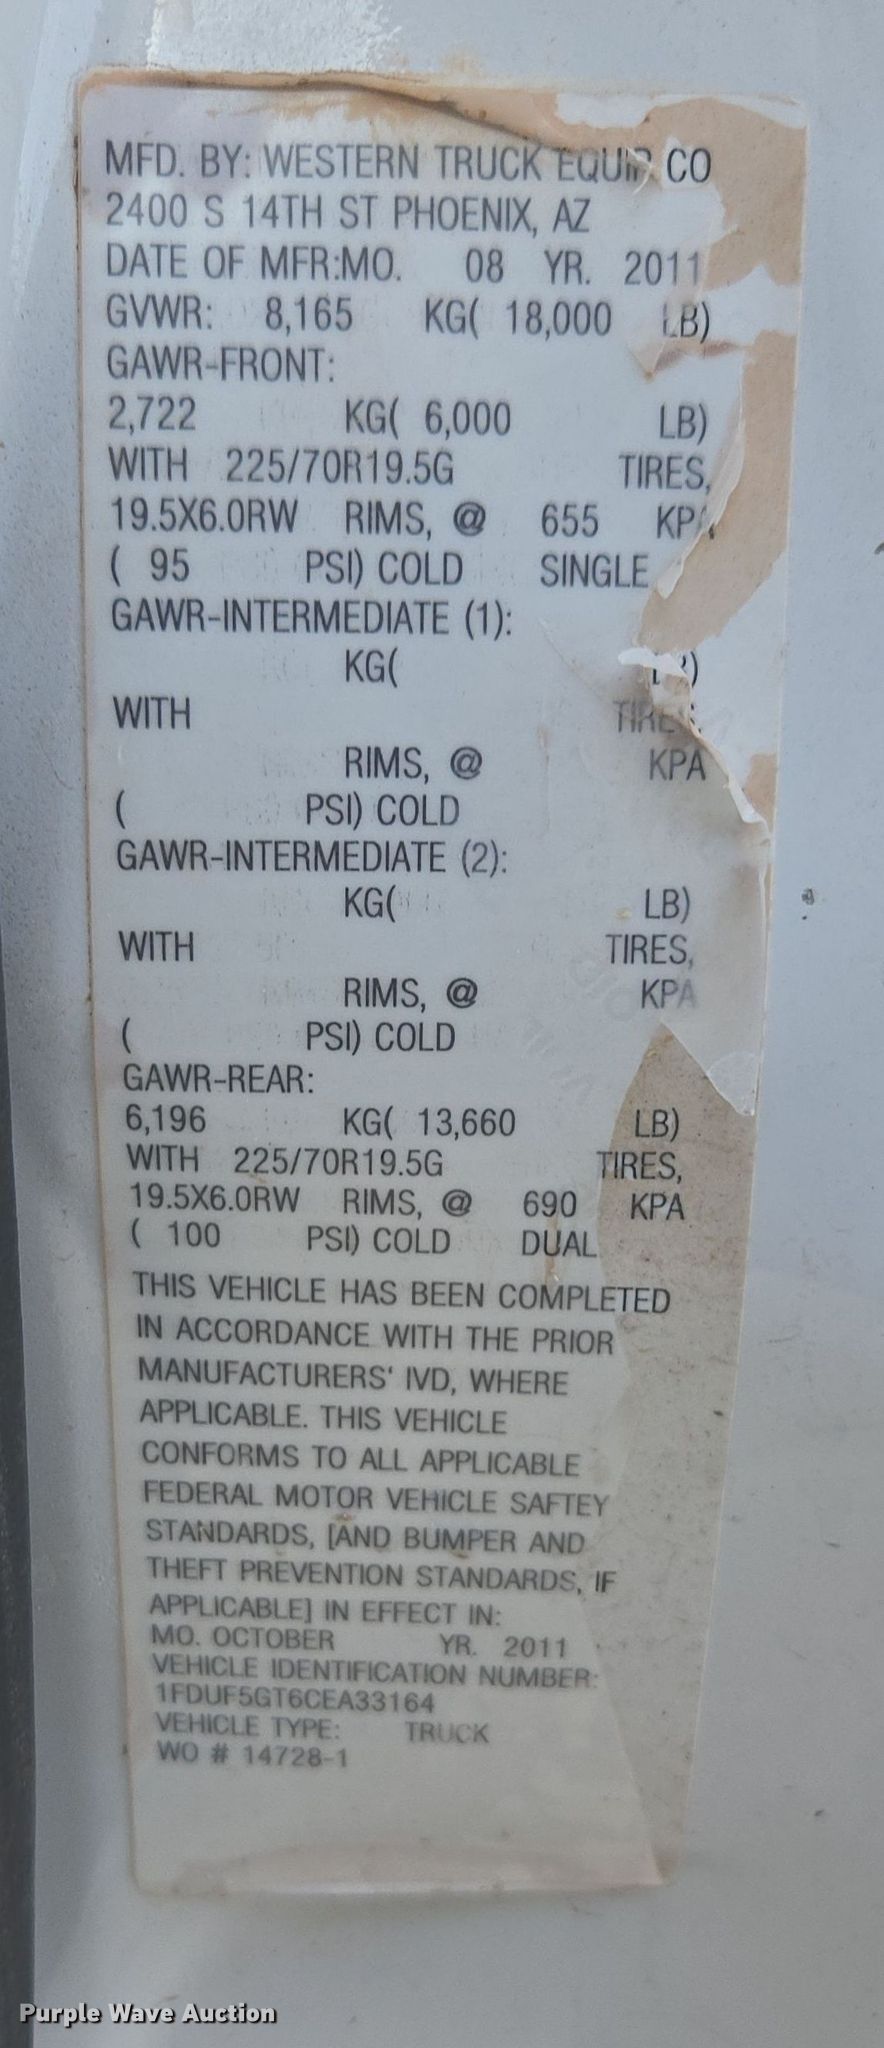 MFD. BY: WESTERN TRUCK EQUIP CO
2400 S 14TH ST PHOENIX, AZ
DATE OF MFR:MO. 08 YR. 2011
GVWR: 8,165 KG( 18,000 LB)
GAWR-FRONT:
2,722 KG( 6,000 LB)
WITH 225/70R19.5G TIRES,
19.5X6.0RW RIMS, @ 655 KPA
( 95 PSI) COLD SINGLE
GAWR-INTERMEDIATE (1):
KG( LB)
WITH TIRES,
RIMS, @ KPA
( PSI) COLD
GAWR-INTERMEDIATE (2):
KG( LB)
WITH TIRES,
RIMS, @ KPA
( PSI) COLD
GAWR-REAR:
6,196 KG( 13,660 LB)
WITH 225/70R19.5G TIRES,
19.5X6.0RW RIMS, @ 690 KPA
( 100 PSI) COLD DUAL
THIS VEHICLE HAS BEEN COMPLETED
IN ACCORDANCE WITH THE PRIOR
MANUFACTURERS' IVD, WHERE
APPLICABLE. THIS VEHICLE
CONFORMS TO ALL APPLICABLE
FEDERAL MOTOR VEHICLE SAFTEY
STANDARDS, [AND BUMPER AND
THEFT PREVENTION STANDARDS, IF
APPLICABLE] IN EFFECT IN:
MO. OCTOBER YR. 2011
VEHICLE IDENTIFICATION NUMBER:
1FDUF5GT6CEA33164
VEHICLE TYPE: TRUCK
WO # 14728-1
Purple Wave Auction